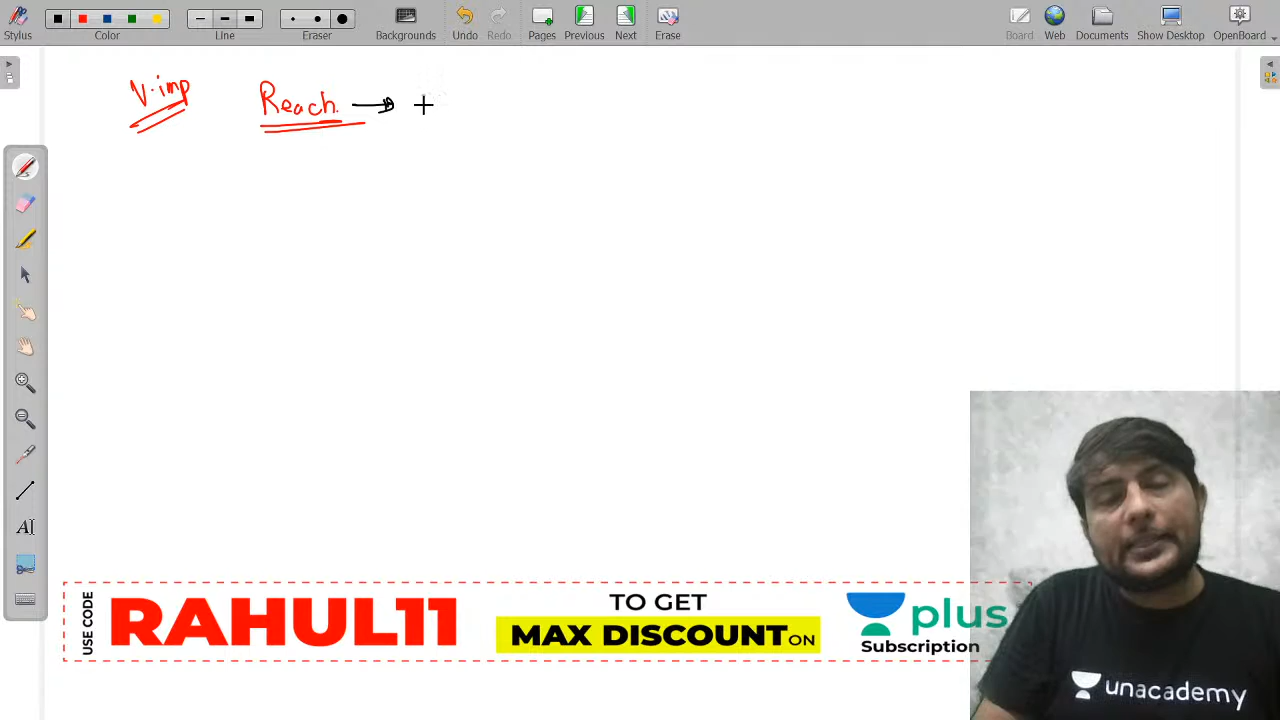 Stylus
Color
Line
Eraser
Backgrounds
Undo
Redo
Pages
Previous
Next
Erase
Board
Web
Documents
Show Desktop
OpenBoard
V.imp Reach → +
AI
USE CODE
RAHUL11
TO GET
MAX DISCOUNT ON
plus
Subscription
unacademy